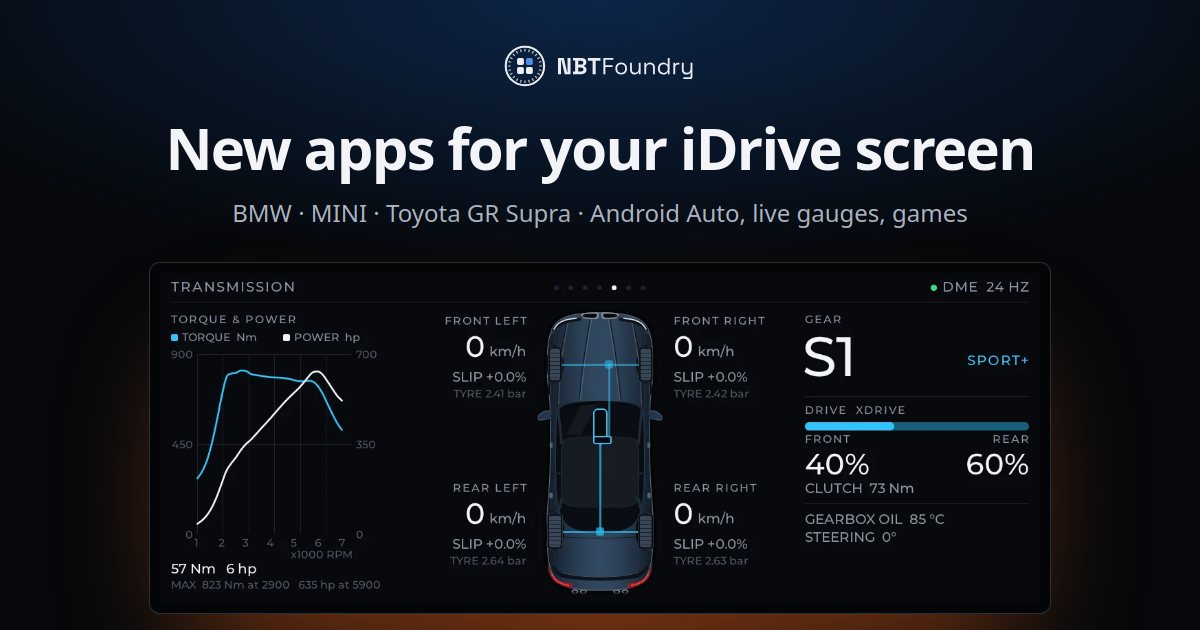 NBTFoundry
New apps for your iDrive screen
BMW · MINI · Toyota GR Supra · Android Auto, live gauges, games
TRANSMISSION
DME 24 HZ
TORQUE & POWER
TORQUE Nm POWER hp
900 700
450 350
0 0
1 2 3 4 5 6 7
x1000 RPM
57 Nm 6 hp
MAX 823 Nm at 2900 635 hp at 5900
FRONT LEFT
0 km/h
SLIP +0.0%
TYRE 2.41 bar
FRONT RIGHT
0 km/h
SLIP +0.0%
TYRE 2.42 bar
REAR LEFT
0 km/h
SLIP +0.0%
TYRE 2.64 bar
REAR RIGHT
0 km/h
SLIP +0.0%
TYRE 2.63 bar
GEAR
S1
SPORT+
DRIVE XDRIVE
FRONT REAR
40% 60%
CLUTCH 73 Nm
GEARBOX OIL 85 °C
STEERING 0°